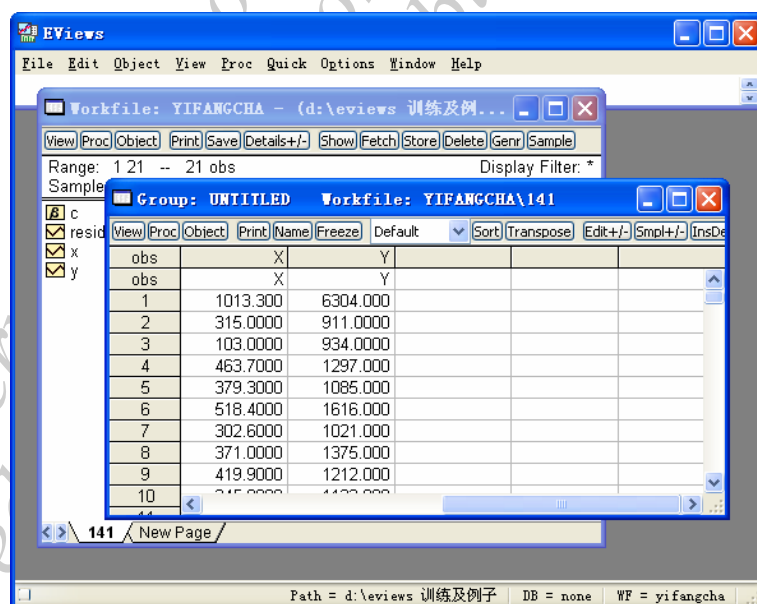 EViews
File Edit Object View Proc Quick Options Window Help
Workfile: YIFANGCHA - (d:\eviews 训练及例...
View Proc Object Print Save Details+/- Show Fetch Store Delete Genr Sample
Range: 1 21 -- 21 obs Display Filter: *
Sample
Group: UNTITLED Workfile: YIFANGCHA\141
View Proc Object Print Name Freeze Default Sort Transpose Edit+/- Smpl+/- InsDe
c
resid
x
y
obs X Y
obs X Y
1 1013.300 6304.000
2 315.0000 911.0000
3 103.0000 934.0000
4 463.7000 1297.000
5 379.3000 1085.000
6 518.4000 1616.000
7 302.6000 1021.000
8 371.0000 1375.000
9 419.9000 1212.000
10
141 New Page
Path = d:\eviews 训练及例子 DB = none WF = yifangcha